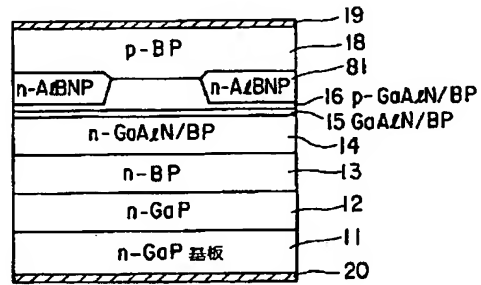 19
p-BP
18
n-AℓBNP
n-AℓBNP
81
16 p-GaAℓN/BP
15 GaAℓN/BP
n-GaAℓN/BP
14
n-BP
13
n-GaP
12
n-GaP 基板
11
20